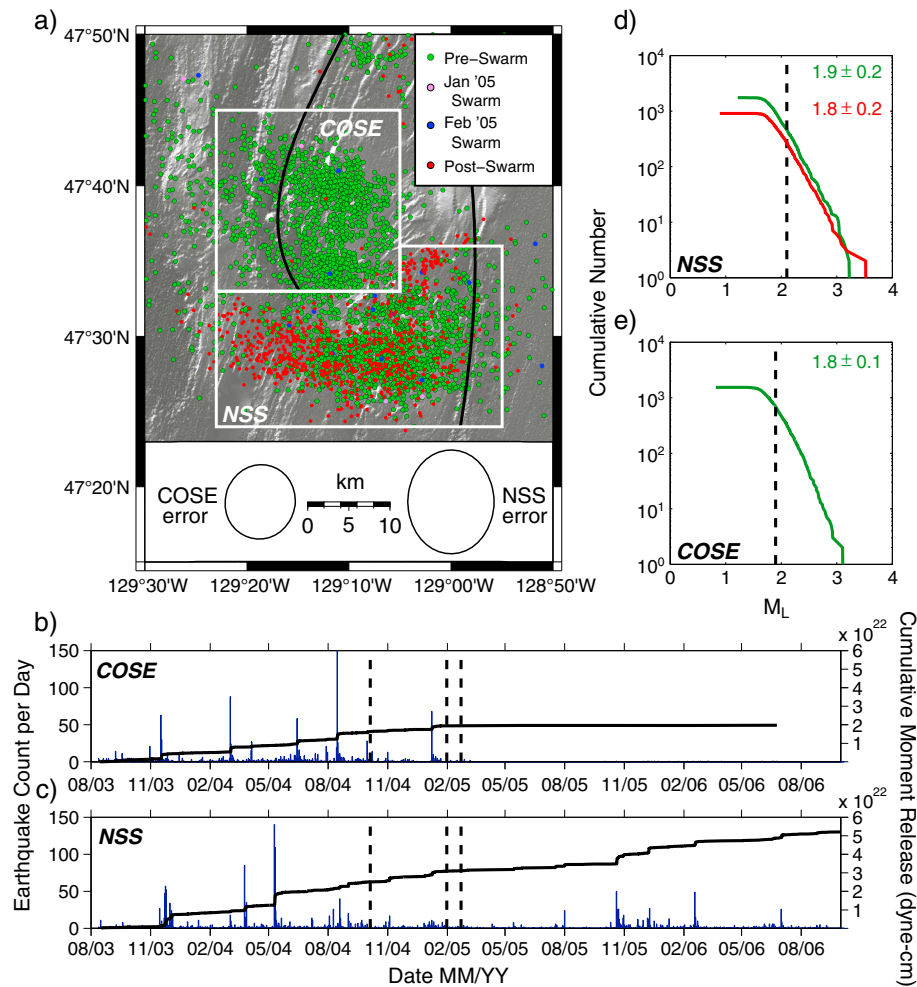 a)
47°50'N
47°40'N
47°30'N
47°20'N
129°30'W
129°20'W
129°10'W
129°00'W
128°50'W
Pre-Swarm
Jan '05
Swarm
Feb '05
Swarm
Post-Swarm
COSE
NSS
COSE
error
km
0 5 10
NSS
error
d)
10⁴
10³
10²
10¹
10⁰
1.9 ± 0.2
1.8 ± 0.2
NSS
0 1 2 3 4
Cumulative Number
e)
10⁴
10³
10²
10¹
10⁰
1.8 ± 0.1
COSE
0 1 2 3 4
M_L
b)
COSE
150
100
50
0
x 10²²
6
5
4
3
2
1
0
08/03 11/03 02/04 05/04 08/04 11/04 02/05 05/05 08/05 11/05 02/06 05/06 08/06
c)
NSS
150
100
50
0
x 10²²
6
5
4
3
2
1
0
08/03 11/03 02/04 05/04 08/04 11/04 02/05 05/05 08/05 11/05 02/06 05/06 08/06
Earthquake Count per Day
Cumulative Moment Release (dyne-cm)
Date MM/YY